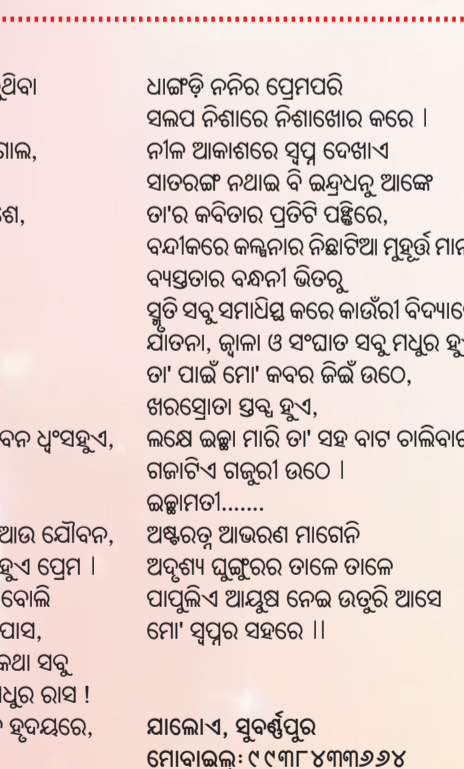 ଥିବା
ଗାଲ,
ଶେ,
ବନ ଧ୍ୱଂସହୁଏ,
ଆଉ ଯୌବନ,
ହୁଏ ପ୍ରେମ ।
ବୋଲି
ପାସ,
କଥା ସବୁ
ମଧୁର ରାସ !
ହୃଦୟରେ,
ଧାଙ୍ଗଡ଼ି ନନିର ପ୍ରେମପରି
ସଲପ ନିଶାରେ ନିଶାଖୋର କରେ ।
ନୀଳ ଆକାଶରେ ସ୍ୱପ୍ନ ଦେଖାଏ
ସାତରଙ୍ଗ ନଥାଇ ବି ଇନ୍ଦ୍ରଧନୁ ଆଙ୍କେ
ତା'ର କବିତାର ପ୍ରତିଟି ପଙ୍କ୍ତିରେ,
ବନ୍ଦୀକରେ କଳ୍ପନାର ନିଛାଟିଆ ମୁହୂର୍ତ୍ତ ମାନ
ବ୍ୟସ୍ତତାର ବନ୍ଧନୀ ଭିତରୁ
ସ୍ମୃତି ସବୁ ସମାଧିସ୍ଥ କରେ କାଉଁରୀ ବିଦ୍ୟାରେ
ଯାତନା, ଜ୍ୱାଳା ଓ ସଂଘାତ ସବୁ ମଧୁର ହୁ
ତା' ପାଇଁ ମୋ' କବର ଜିଇଁ ଉଠେ,
ଖରସ୍ରୋତା ସ୍ତବ୍ଧ ହୁଏ,
ଲକ୍ଷେ ଇଚ୍ଛା ମାରି ତା' ସହ ବାଟ ଚାଲିବାର
ଗଜାଟିଏ ଗଜୁରୀ ଉଠେ ।
ଇଚ୍ଛାମତୀ.......
ଅଷ୍ଟରତ୍ନ ଆଭରଣ ମାଗେନି
ଅଦୃଶ୍ୟ ଘୁଙ୍ଗୁରର ତାଳେ ତାଳେ
ପାପୁଲିଏ ଆୟୁଷ ନେଇ ଉତୁରି ଆସେ
ମୋ' ସ୍ୱପ୍ନର ସହରେ ।।
ଯାଲୋଏ, ସୁବର୍ଣ୍ଣପୁର
ମୋବାଇଲ୍: ୯୯୩୮୪୩୩୬୬୪